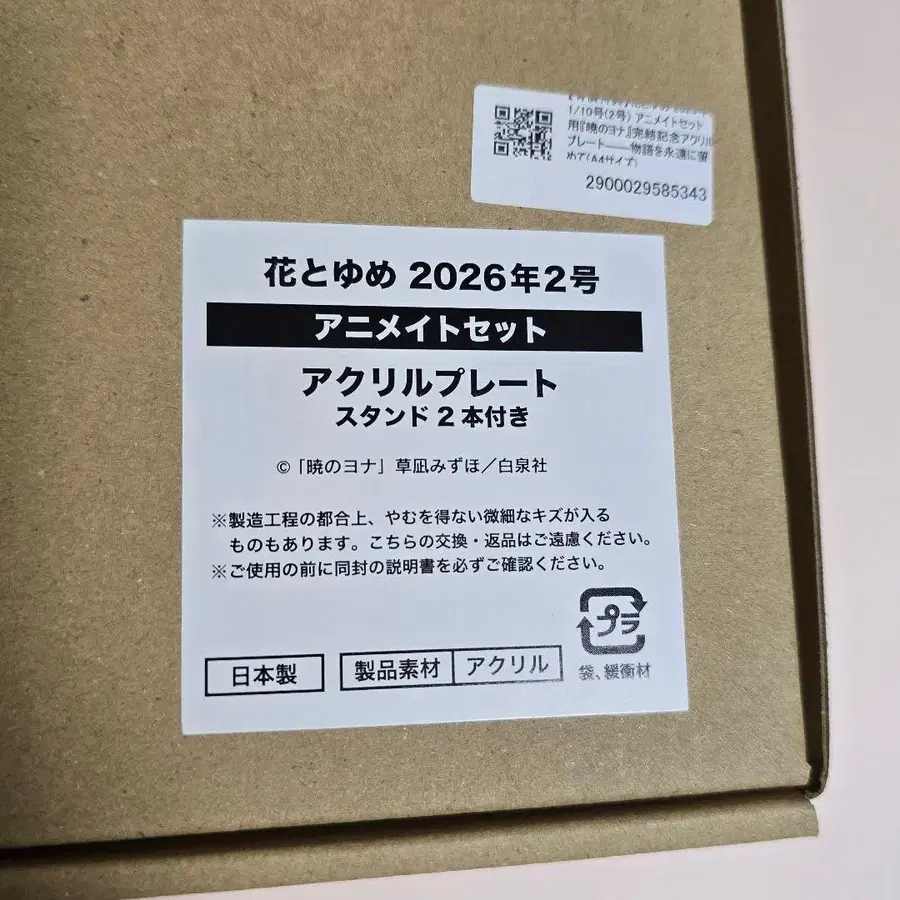 1/10号(2号) アニメイトセット
用『暁のヨナ』完結記念アクリル
プレート――物語を永遠に留
めて(A4サイズ)
2900029585343
花とゆめ 2026年2号
アニメイトセット
アクリルプレート
スタンド2本付き
©「暁のヨナ」草凪みずほ/白泉社
※製造工程の都合上、やむを得ない微細なキズが入る
ものもあります。こちらの交換・返品はご遠慮ください。
※ご使用の前に同封の説明書を必ずご確認ください。
プラ
袋、緩衝材
日本製
製品素材 アクリル